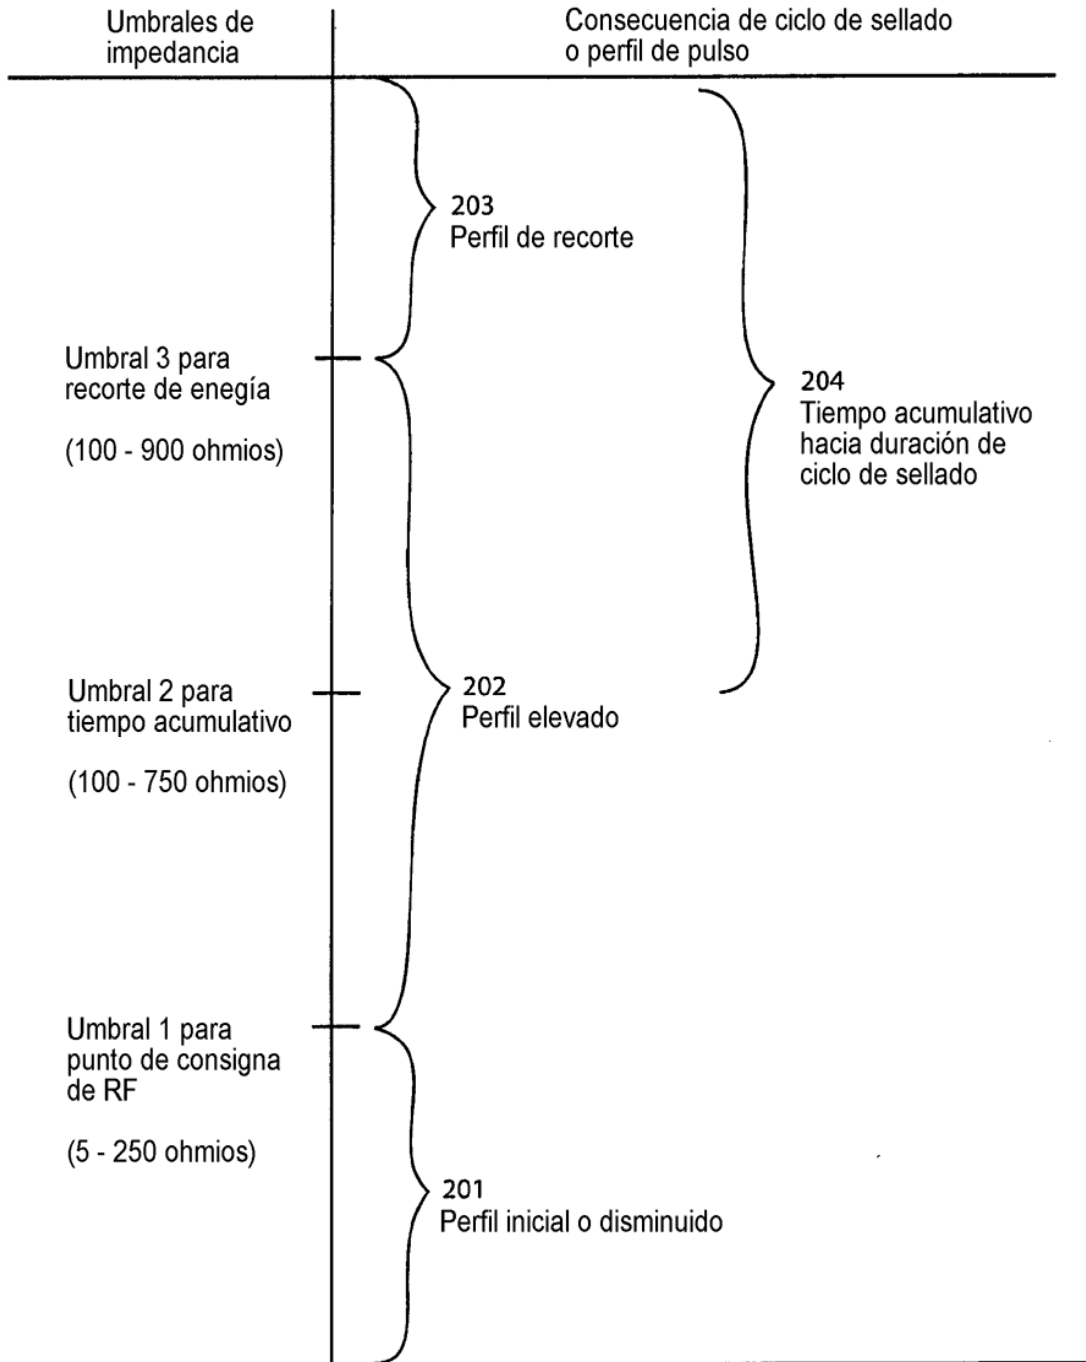 Umbrales de
impedancia
Consecuencia de ciclo de sellado
o perfil de pulso
203
Perfil de recorte
Umbral 3 para
recorte de enegía
(100 - 900 ohmios)
204
Tiempo acumulativo
hacia duración de
ciclo de sellado
Umbral 2 para
tiempo acumulativo
(100 - 750 ohmios)
202
Perfil elevado
Umbral 1 para
punto de consigna
de RF
(5 - 250 ohmios)
201
Perfil inicial o disminuido